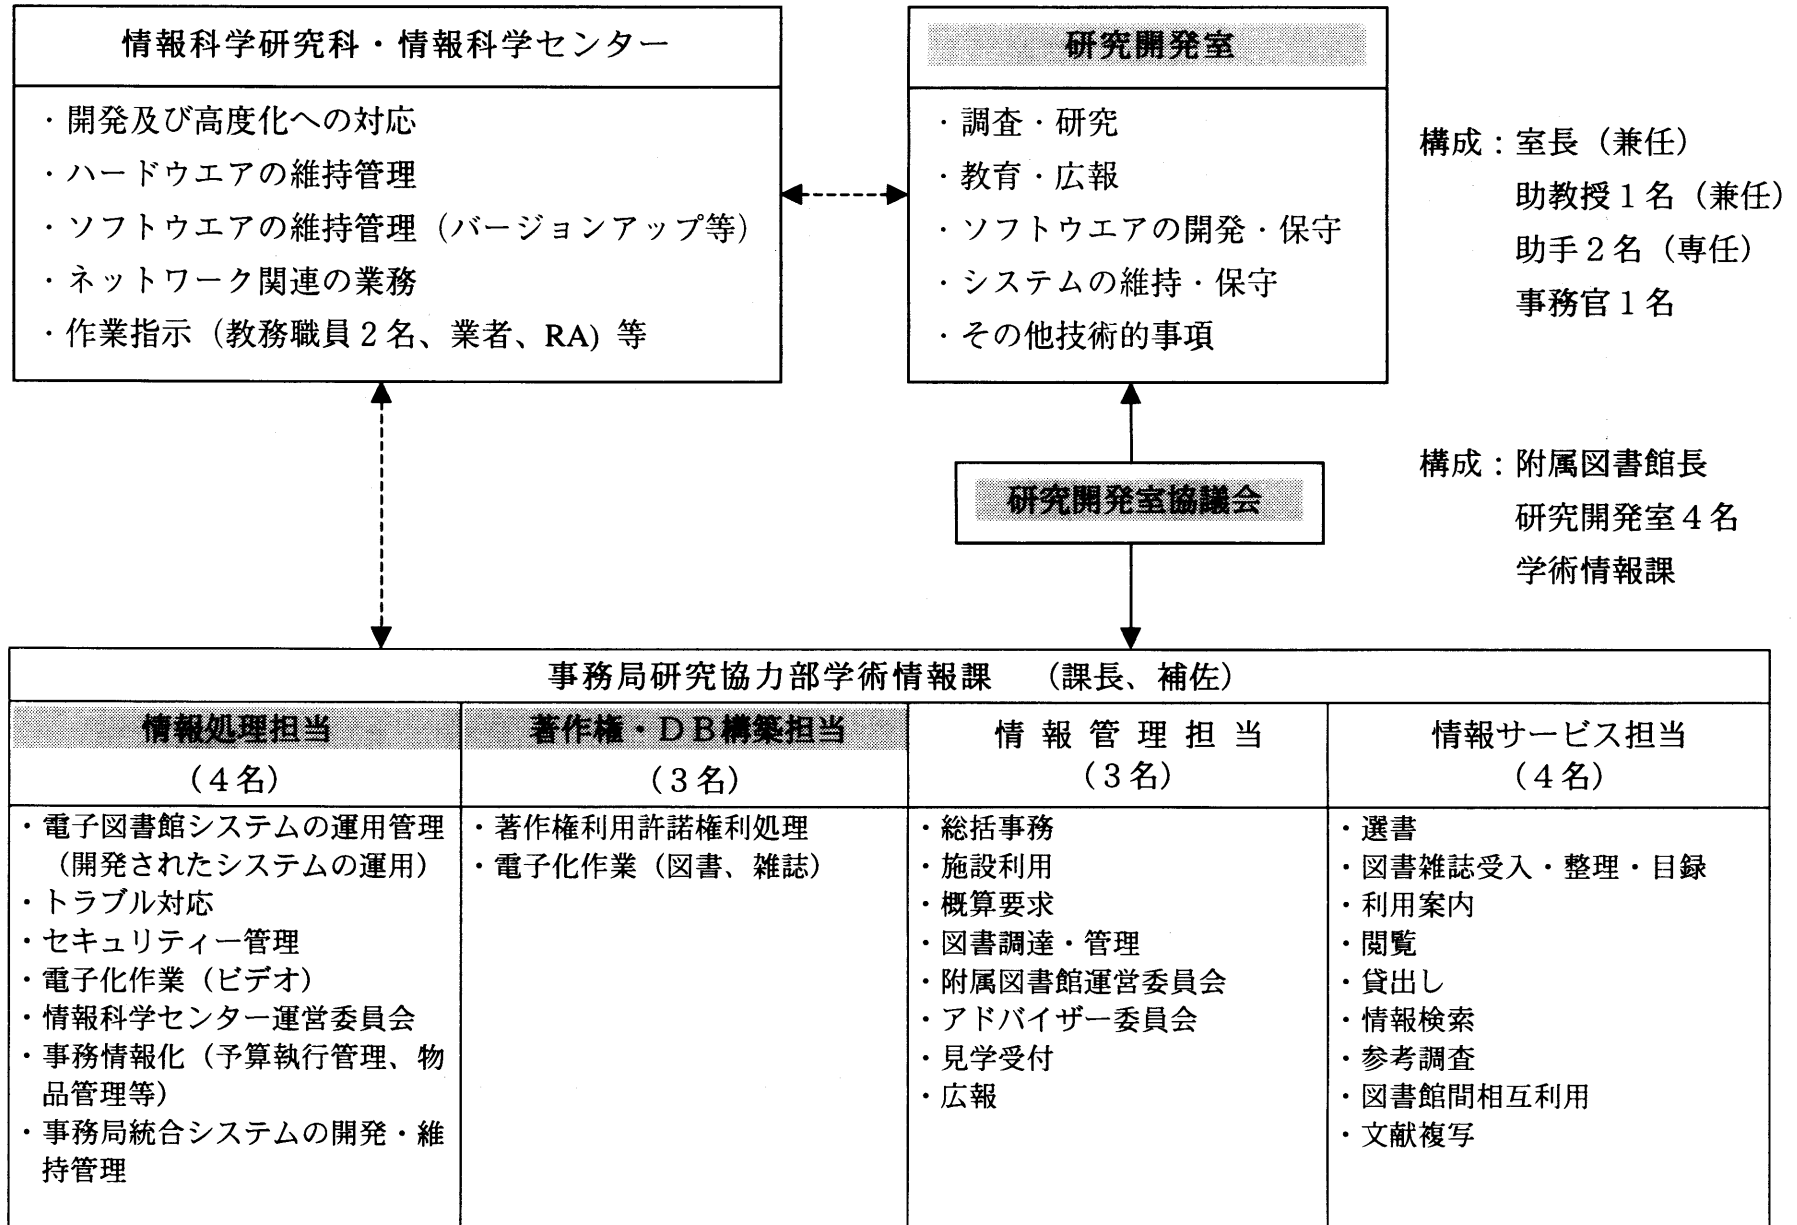 情報科学研究科・情報科学センター
・開発及び高度化への対応
・ハードウエアの維持管理
・ソフトウエアの維持管理（バージョンアップ等）
・ネットワーク関連の業務
・作業指示（教務職員２名、業者、RA) 等
研究開発室
・調査・研究
・教育・広報
・ソフトウエアの開発・保守
・システムの維持・保守
・その他技術的事項
構成：室長（兼任）
助教授１名（兼任）
助手２名（専任）
事務官１名
研究開発室協議会
構成：附属図書館長
研究開発室４名
学術情報課
事務局研究協力部学術情報課　（課長、補佐）
情報処理担当
（４名）
・電子図書館システムの運用管理
（開発されたシステムの運用）
・トラブル対応
・セキュリティー管理
・電子化作業（ビデオ）
・情報科学センター運営委員会
・事務情報化（予算執行管理、物
品管理等）
・事務局統合システムの開発・維
持管理
著作権・ＤＢ構築担当
（３名）
・著作権利用許諾権利処理
・電子化作業（図書、雑誌）
情 報 管 理 担 当
（３名）
・総括事務
・施設利用
・概算要求
・図書調達・管理
・附属図書館運営委員会
・アドバイザー委員会
・見学受付
・広報
情報サービス担当
（４名）
・選書
・図書雑誌受入・整理・目録
・利用案内
・閲覧
・貸出し
・情報検索
・参考調査
・図書館間相互利用
・文献複写